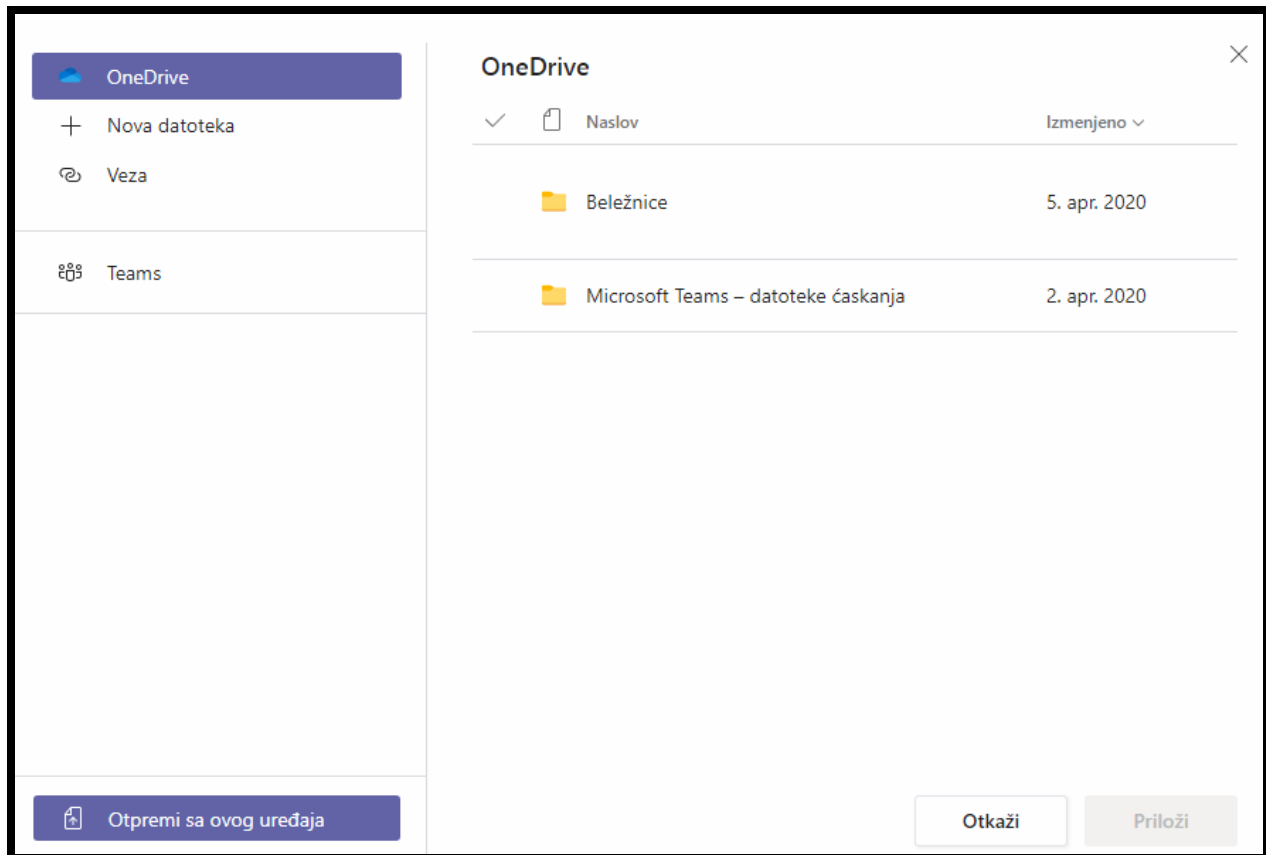 OneDrive
Nova datoteka
Veza
Teams
Otpremi sa ovog uređaja
OneDrive
Naslov Izmenjeno
Beležnice 5. apr. 2020
Microsoft Teams – datoteke ćaskanja 2. apr. 2020
Otkaži Priloži